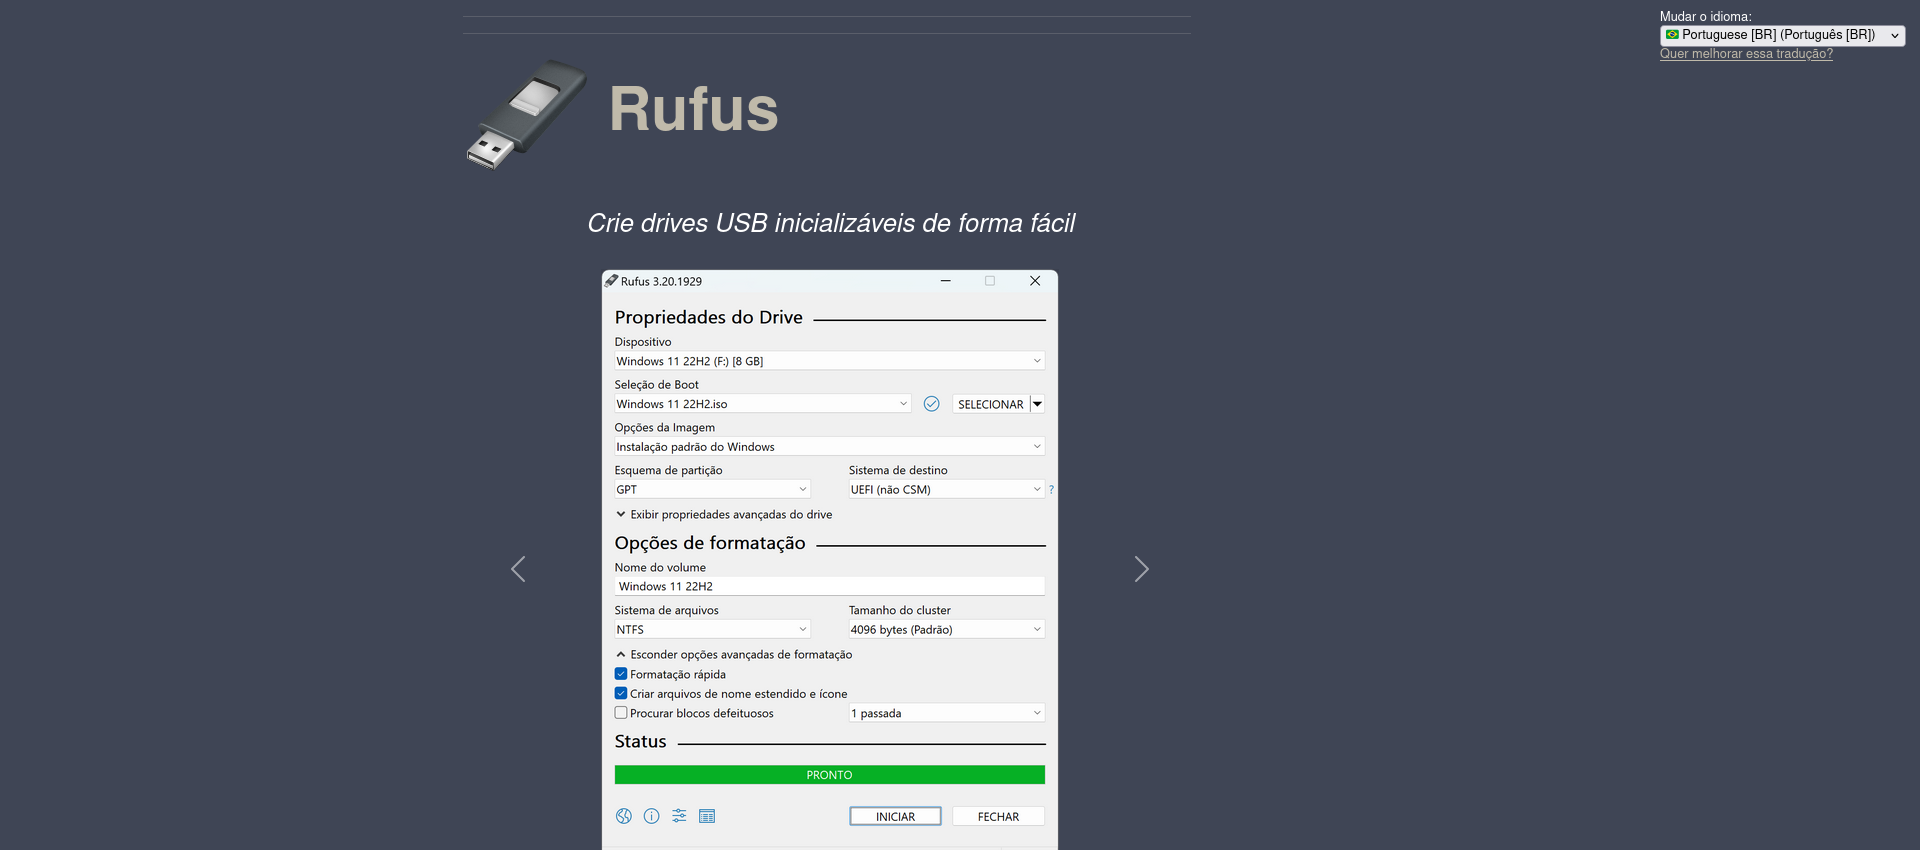 Mudar o idioma:
Portuguese [BR] (Português [BR])
Quer melhorar essa tradução?
Rufus
Crie drives USB inicializáveis de forma fácil
Rufus 3.20.1929
Propriedades do Drive
Dispositivo
Windows 11 22H2 (F:) [8 GB]
Seleção de Boot
Windows 11 22H2.iso
SELECIONAR
Opções da Imagem
Instalação padrão do Windows
Esquema de partição
Sistema de destino
GPT
UEFI (não CSM)
?
Exibir propriedades avançadas do drive
Opções de formatação
Nome do volume
Windows 11 22H2
Sistema de arquivos
Tamanho do cluster
NTFS
4096 bytes (Padrão)
Esconder opções avançadas de formatação
Formatação rápida
Criar arquivos de nome estendido e ícone
Procurar blocos defeituosos
1 passada
Status
PRONTO
INICIAR
FECHAR